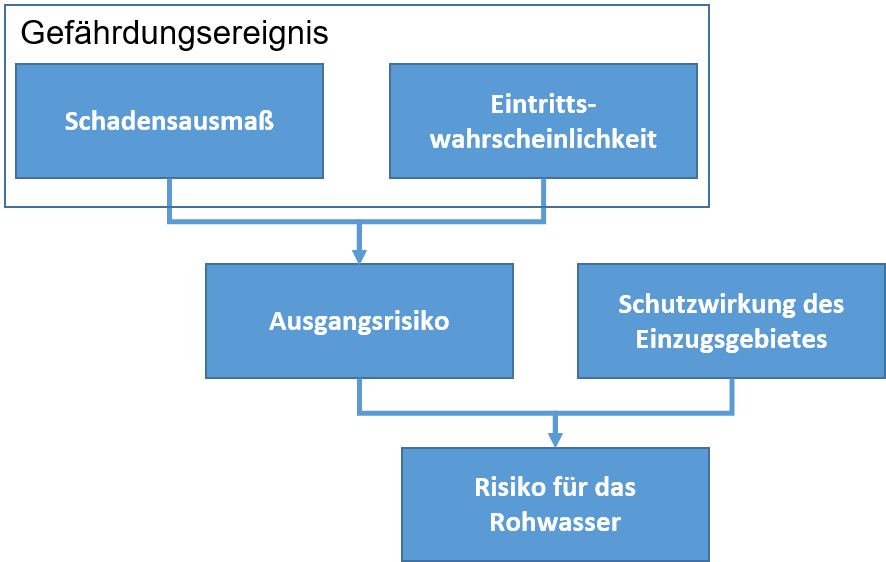 Gefährdungsereignis
Schadensausmaß
Eintritts-
wahrscheinlichkeit
Ausgangsrisiko
Schutzwirkung des
Einzugsgebietes
Risiko für das
Rohwasser